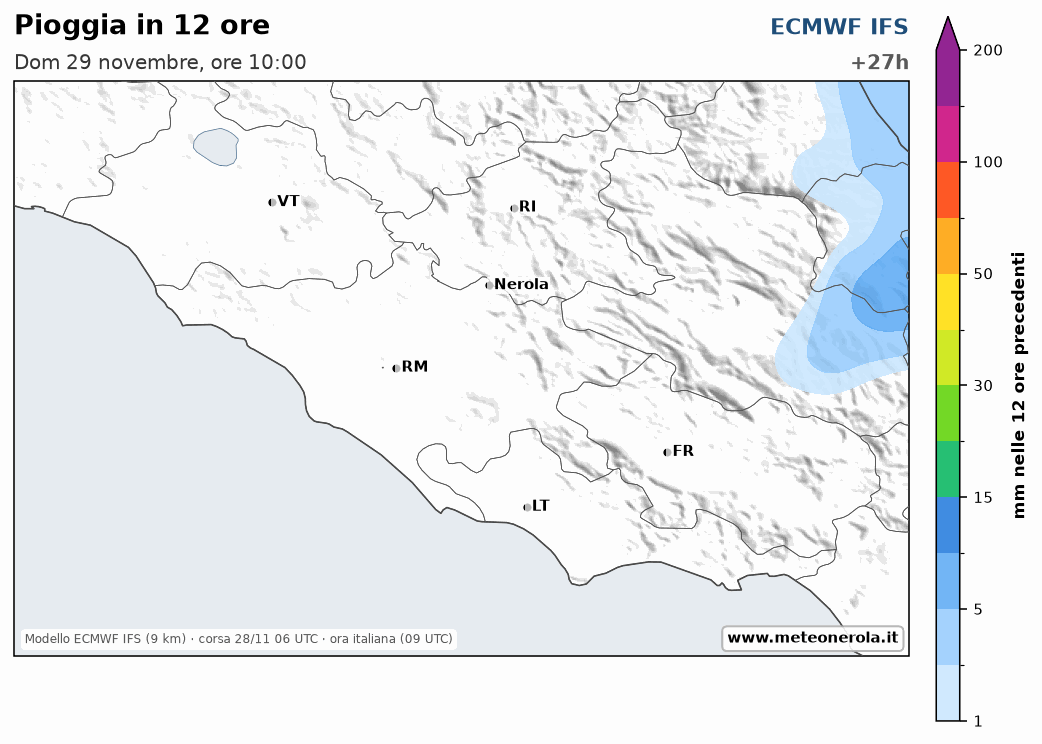 Pioggia in 12 ore
ECMWF IFS
Dom 29 novembre, ore 10:00
+27h
200
100
50
30
15
5
1
mm nelle 12 ore precedenti
VT
RI
Nerola
RM
FR
LT
Modello ECMWF IFS (9 km) · corsa 28/11 06 UTC · ora italiana (09 UTC)
www.meteonerola.it